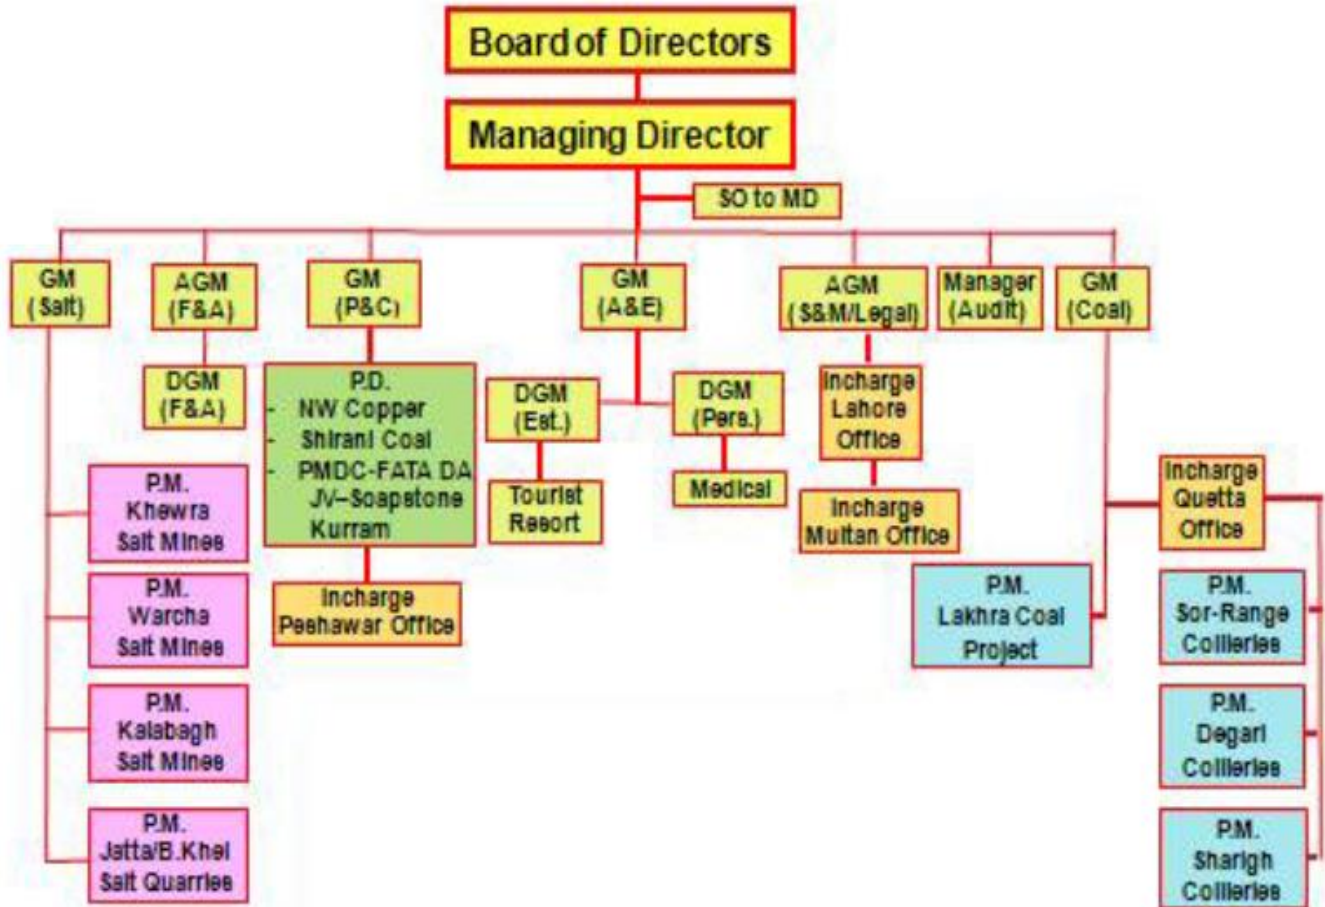 Board of Directors
Managing Director
SO to MD
GM
(Salt)
AGM
(F&A)
GM
(P&C)
GM
(A&E)
AGM
(S&M/Legal)
Manager
(Audit)
GM
(Coal)
DGM
(F&A)
P.D.
- NW Copper
- Shirani Coal
- PMDC-FATA DA
JV-Soapstone
Kurram
DGM
(Est.)
DGM
(Pers.)
Incharge
Lahore
Office
Tourist
Resort
Medical
Incharge
Multan Office
Incharge
Quetta
Office
P.M.
Khewra
Salt Mines
Incharge
Peshawar Office
P.M.
Lakhra Coal
Project
P.M.
Sor-Range
Collieries
P.M.
Warcha
Salt Mines
P.M.
Kalabagh
Salt Mines
P.M.
Degari
Collieries
P.M.
Jatta/B.Khel
Salt Quarries
P.M.
Sharigh
Collieries